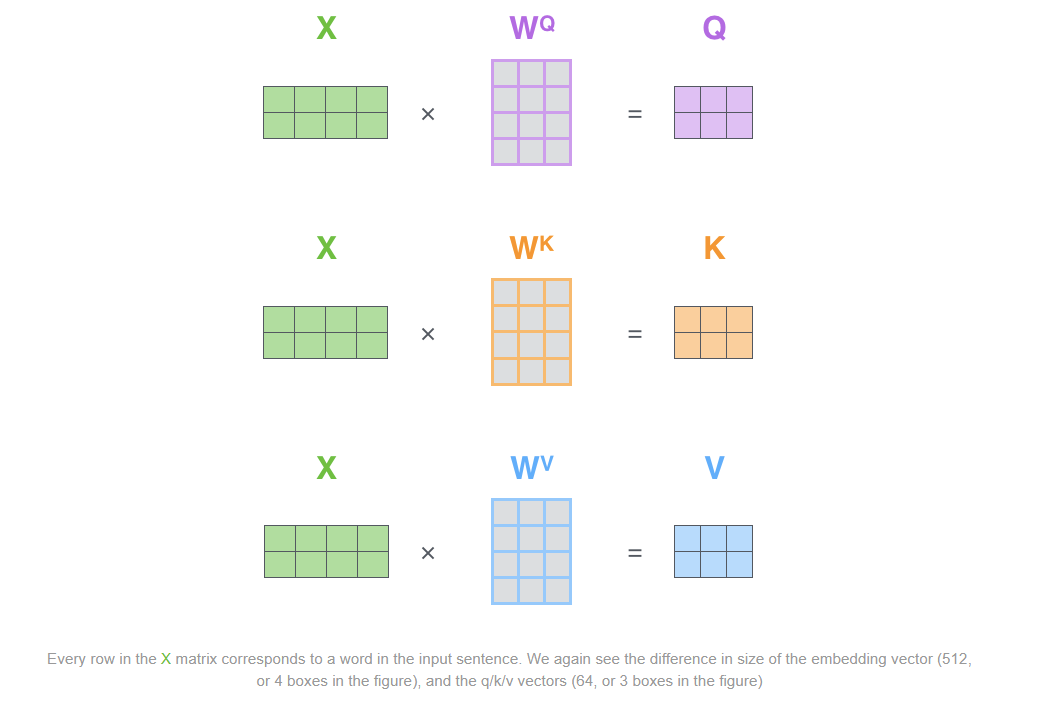 X WQ Q
× =
X WK K
× =
X WV V
× =
Every row in the X matrix corresponds to a word in the input sentence. We again see the difference in size of the embedding vector (512,
or 4 boxes in the figure), and the q/k/v vectors (64, or 3 boxes in the figure)